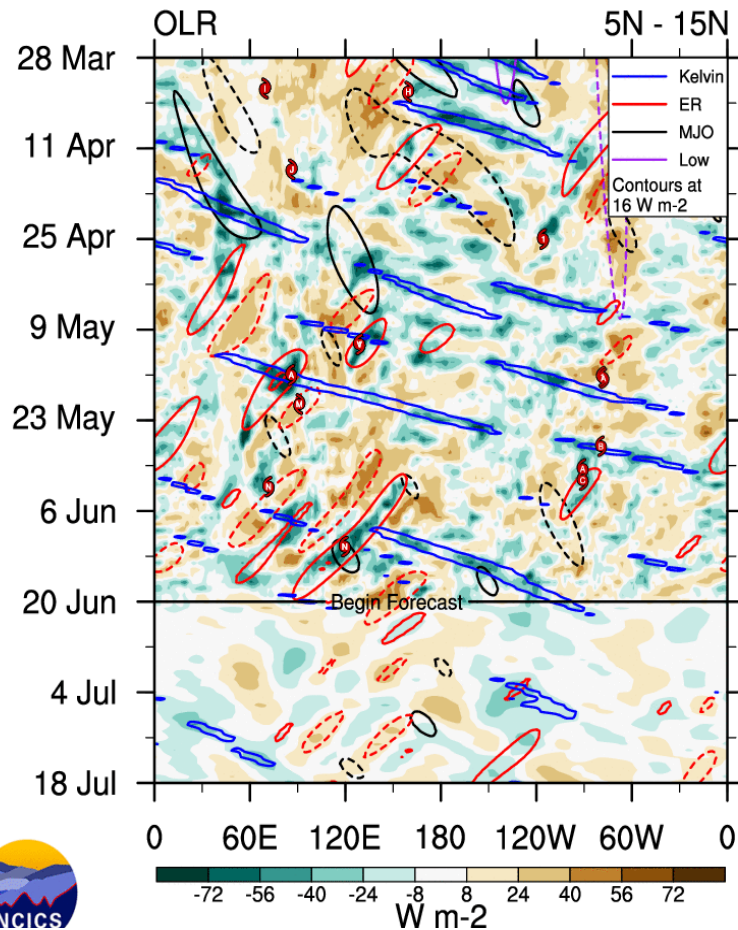 OLR 5N - 15N
28 Mar
11 Apr
25 Apr
9 May
23 May
6 Jun
20 Jun
4 Jul
18 Jul
Kelvin
ER
MJO
Low
Contours at
16 W m-2
I
H
J
1
V
A
A
M
B
A
N
C
N
Begin Forecast
0 60E 120E 180 120W 60W 0
-72 -56 -40 -24 -8 8 24 40 56 72
W m-2
NCICS